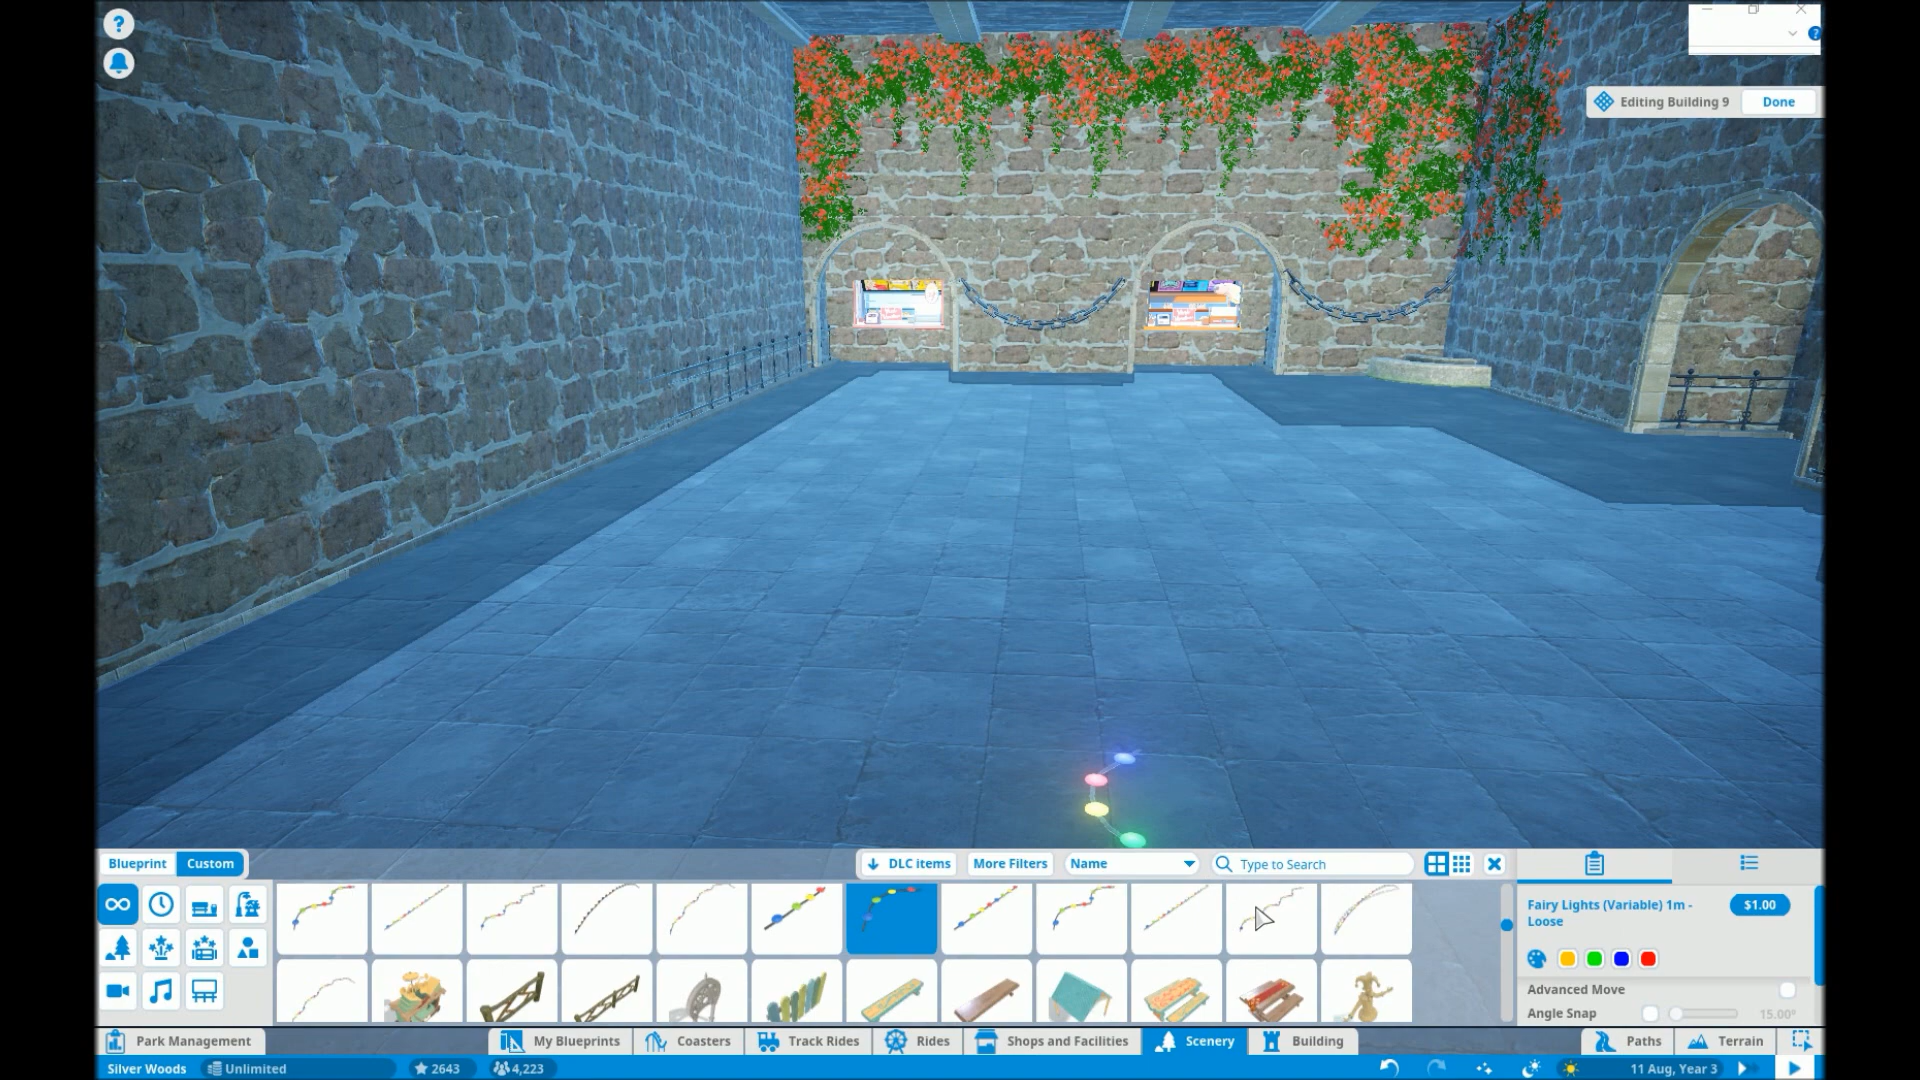 ?
?
Editing Building 9 Done
Blueprint Custom
DLC items More Filters Name Type to Search
Fairy Lights (Variable) 1m - Loose $1.00
Advanced Move
Angle Snap 15.00°
Park Management My Blueprints Coasters Track Rides Rides Shops and Facilities Scenery Building Paths Terrain
Silver Woods Unlimited 2643 4,223 11 Aug, Year 3